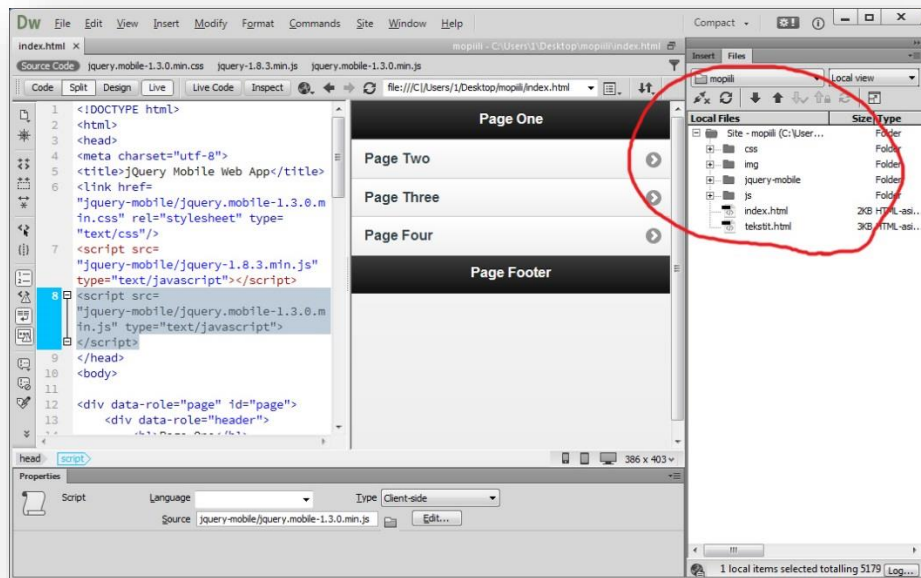 Dw File Edit View Insert Modify Format Commands Site Window Help
Compact
index.html × mopiili - C:\Users\1\Desktop\mopiili\index.html
Source Code jquery.mobile-1.3.0.min.css jquery-1.8.3.min.js jquery.mobile-1.3.0.min.js
Code Split Design Live Live Code Inspect file:///C|/Users/1/Desktop/mopiili/index.html
1 <!DOCTYPE html>
2 <html>
3 <head>
4 <meta charset="utf-8">
5 <title>jQuery Mobile Web App</title>
6 <link href=
"jquery-mobile/jquery.mobile-1.3.0.m
in.css" rel="stylesheet" type=
"text/css"/>
7 <script src=
"jquery-mobile/jquery-1.8.3.min.js"
type="text/javascript"></script>
8 <script src=
"jquery-mobile/jquery.mobile-1.3.0.m
in.js" type="text/javascript">
</script>
9 </head>
10 <body>
11
12 <div data-role="page" id="page">
13 <div data-role="header">
Page One
Page Two
Page Three
Page Four
Page Footer
head script
386 x 403
Properties
Script Language Type Client-side
Source jquery-mobile/jquery.mobile-1.3.0.min.js Edit...
Insert Files
mopiili Local view
Local Files Size Type
Site - mopiili (C:\User... Folder
css Folder
img Folder
jquery-mobile Folder
js Folder
index.html 2KB HTML-asi...
tekstit.html 3KB HTML-asi...
1 local items selected totalling 5179 Log...